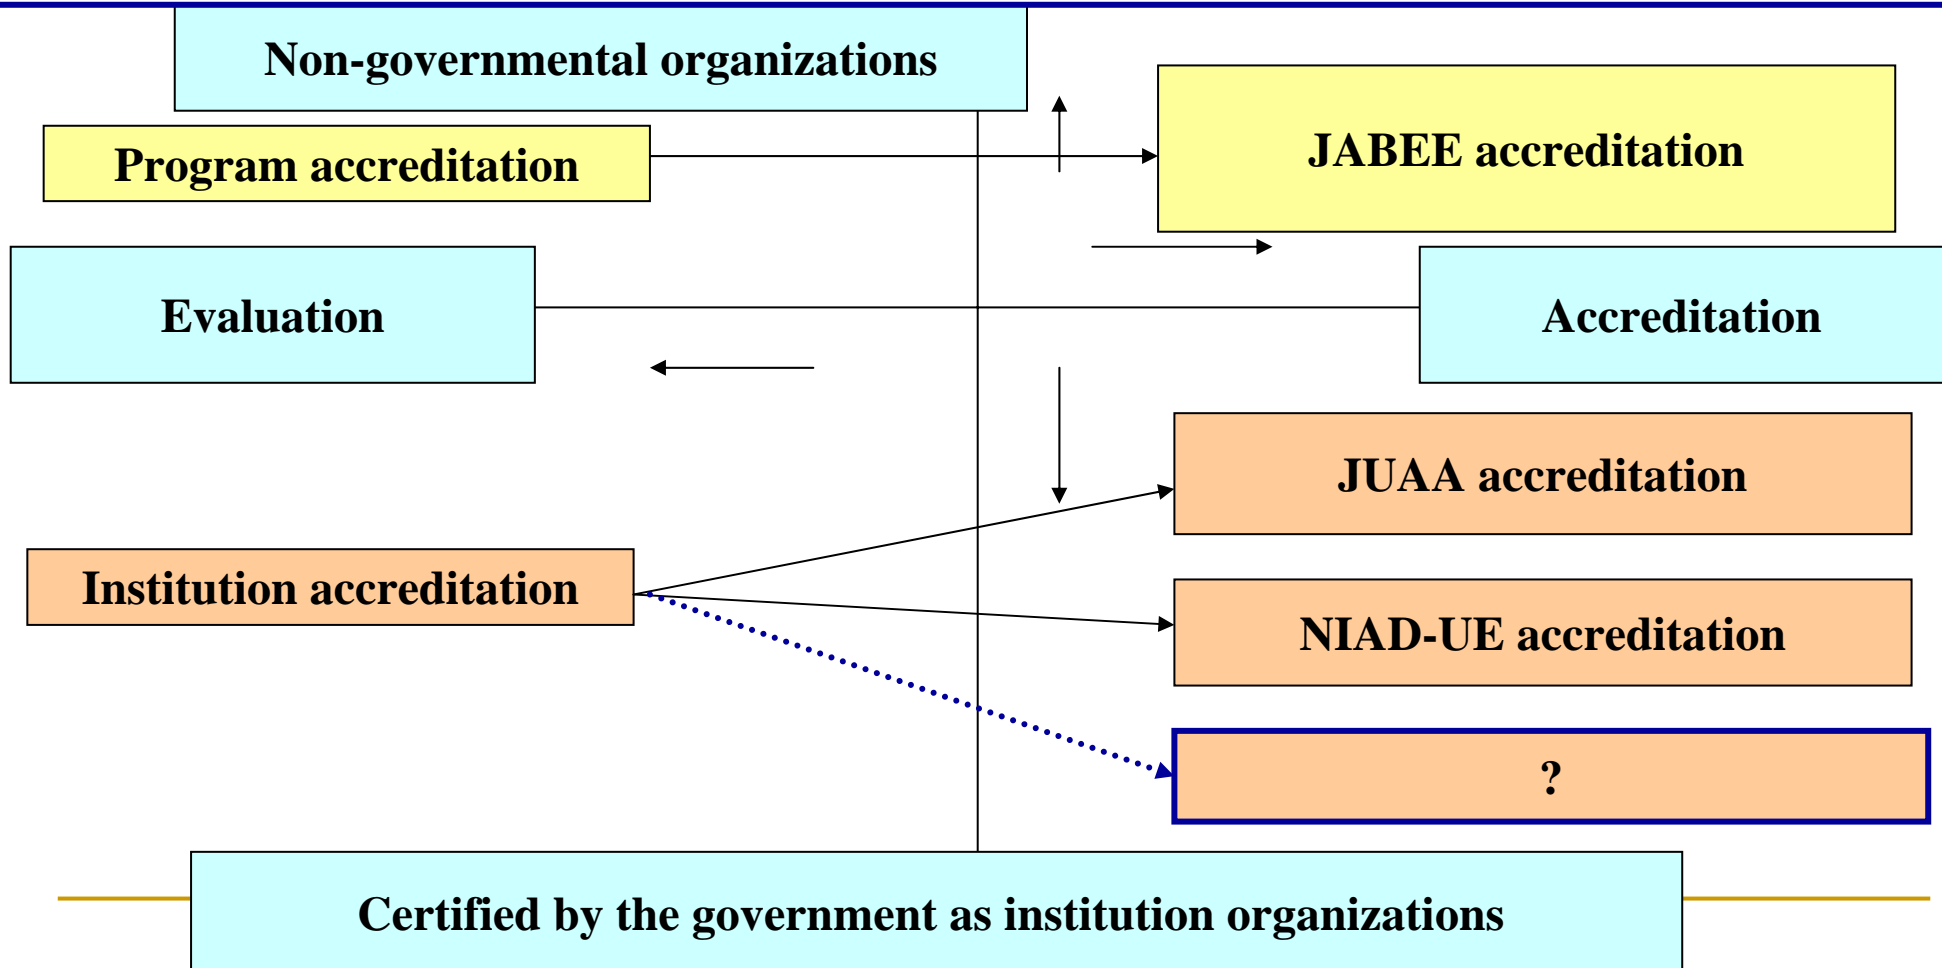 Non-governmental organizations
Program accreditation
JABEE accreditation
Evaluation
Accreditation
JUAA accreditation
Institution accreditation
NIAD-UE accreditation
?
Certified by the government as institution organizations